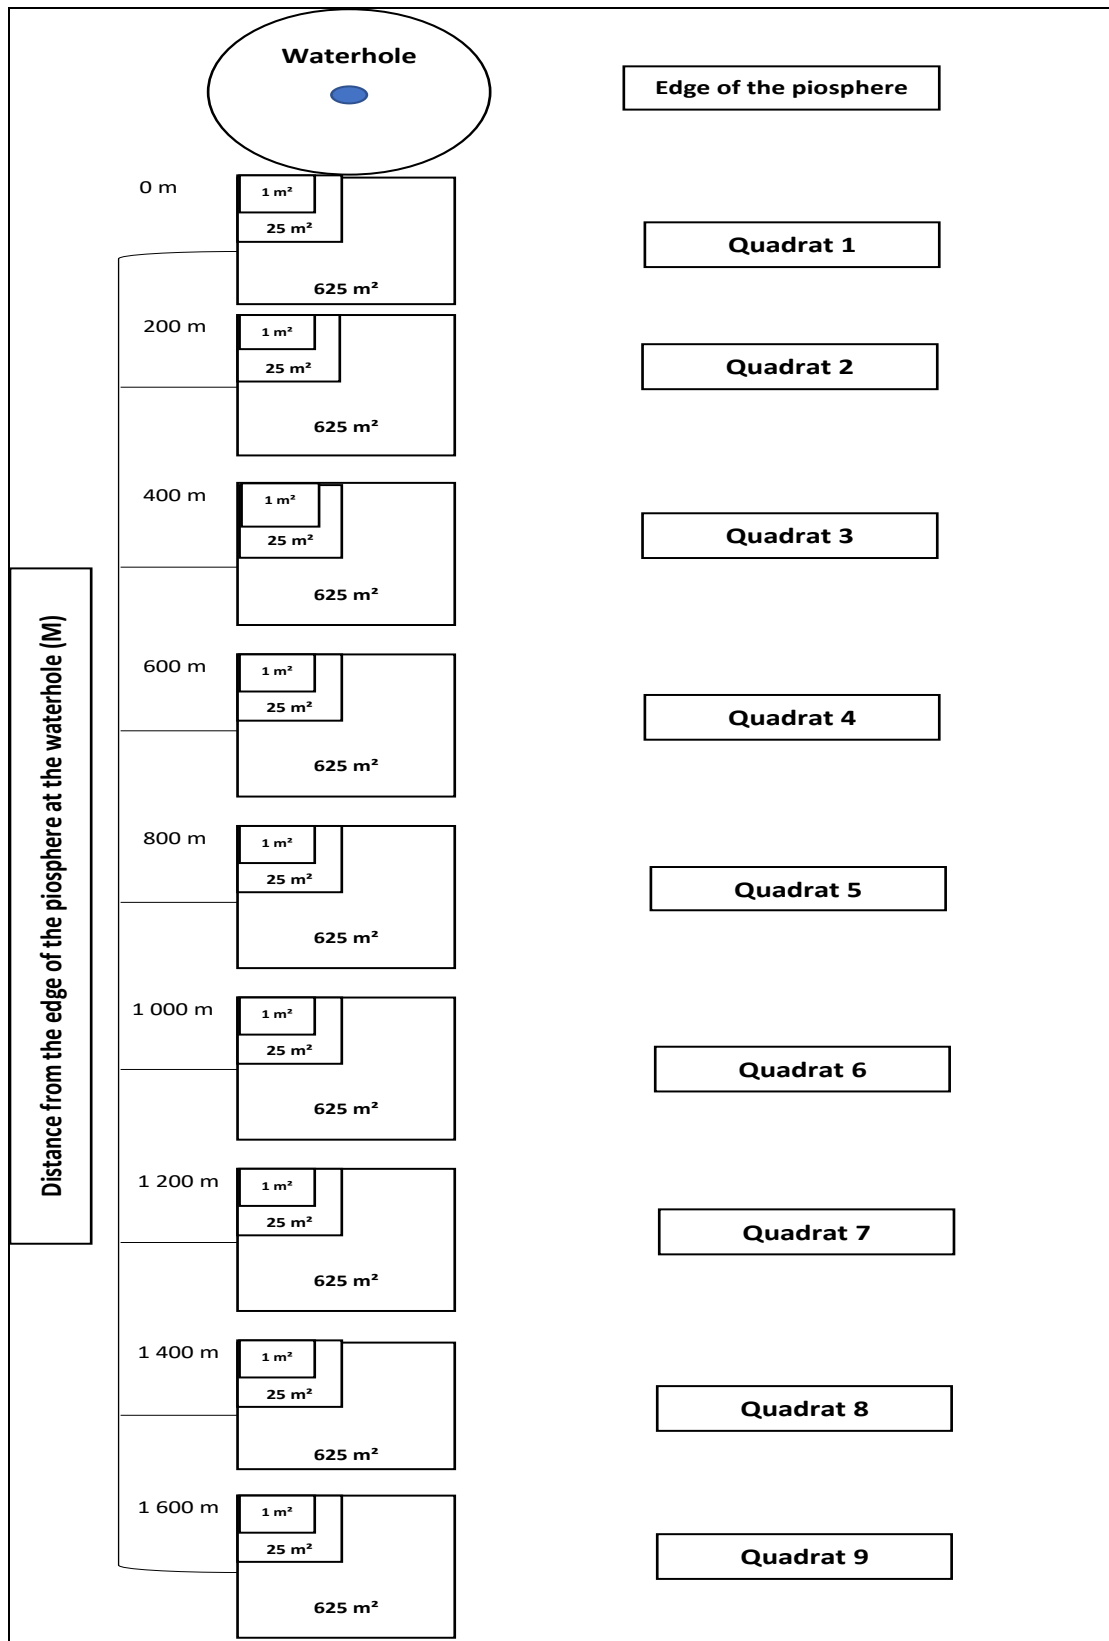 Waterhole
Edge of the piosphere
0 m
1 m²
25 m²
625 m²
Quadrat 1
200 m
1 m²
25 m²
625 m²
Quadrat 2
400 m
1 m²
25 m²
625 m²
Quadrat 3
600 m
1 m²
25 m²
625 m²
Quadrat 4
800 m
1 m²
25 m²
625 m²
Quadrat 5
1 000 m
1 m²
25 m²
625 m²
Quadrat 6
1 200 m
1 m²
25 m²
625 m²
Quadrat 7
1 400 m
1 m²
25 m²
625 m²
Quadrat 8
1 600 m
1 m²
25 m²
625 m²
Quadrat 9
Distance from the edge of the piosphere at the waterhole (M)